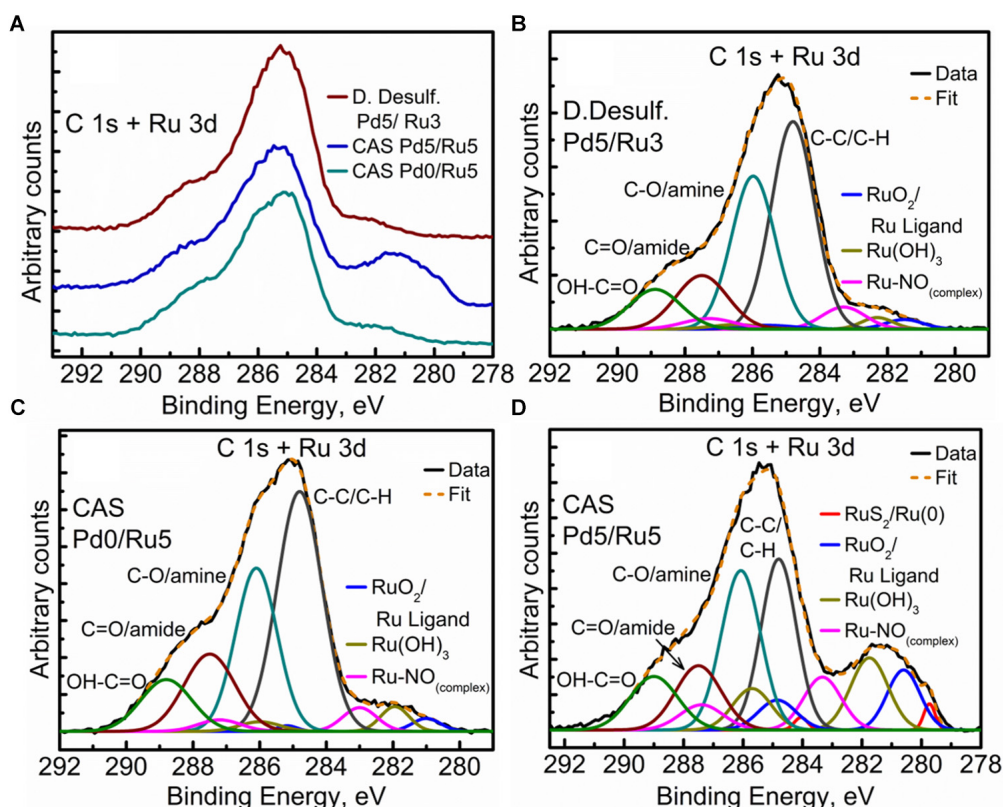 A
C 1s + Ru 3d
D. Desulf.
Pd5/ Ru3
CAS Pd5/Ru5
CAS Pd0/Ru5
Arbitrary counts
292 290 288 286 284 282 280 278
Binding Energy, eV
B
C 1s + Ru 3d
D.Desulf.
Pd5/Ru3
Data
Fit
C-C/C-H
C-O/amine
C=O/amide
OH-C=O
RuO2/
Ru Ligand
Ru(OH)3
Ru-NO(complex)
Arbitrary counts
292 290 288 286 284 282 280
Binding Energy, eV
C
C 1s + Ru 3d
CAS
Pd0/Ru5
Data
Fit
C-C/C-H
C-O/amine
C=O/amide
OH-C=O
RuO2/
Ru Ligand
Ru(OH)3
Ru-NO(complex)
Arbitrary counts
292 290 288 286 284 282 280
Binding Energy, eV
D
C 1s + Ru 3d
CAS
Pd5/Ru5
Data
Fit
C-C/
C-H
C-O/amine
C=O/amide
OH-C=O
RuS2/Ru(0)
RuO2/
Ru Ligand
Ru(OH)3
Ru-NO(complex)
Arbitrary counts
292 290 288 286 284 282 280 278
Binding Energy, eV